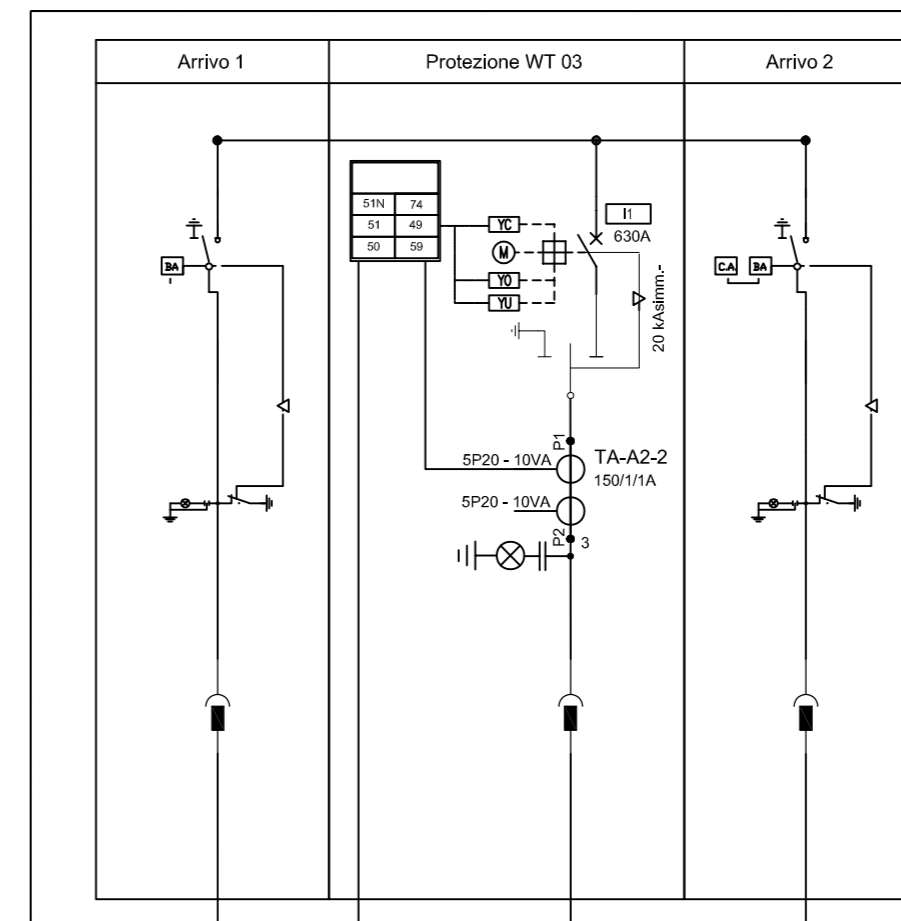 Arrivo 1
Protezione WT 03
Arrivo 2
51N 74
51 49
50 59
YC
M
YO
YU
I1
630A
20 kAsimm.-
BA
C.A. BA
P1
5P20 - 10VA
TA-A2-2
150/1/1A
5P20 - 10VA
P2
3